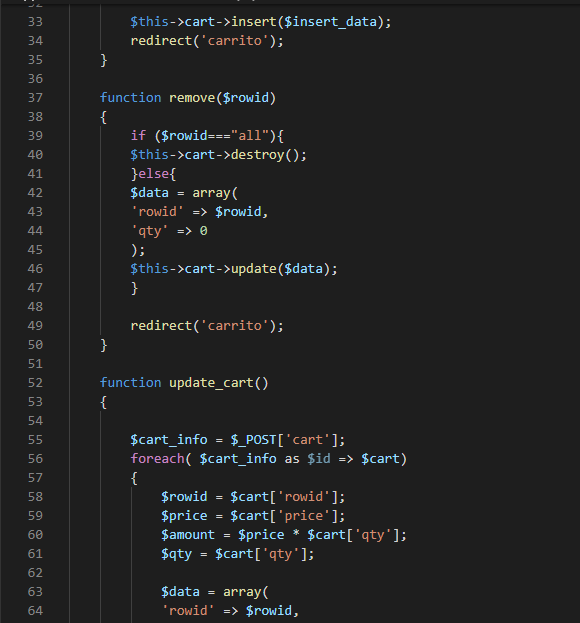 33 $this->cart->insert($insert_data);
34 redirect('carrito');
35 }
36
37 function remove($rowid)
38 {
39 if ($rowid==="all"){
40 $this->cart->destroy();
41 }else{
42 $data = array(
43 'rowid' => $rowid,
44 'qty' => 0
45 );
46 $this->cart->update($data);
47 }
48
49 redirect('carrito');
50 }
51
52 function update_cart()
53 {
54
55 $cart_info = $_POST['cart'];
56 foreach( $cart_info as $id => $cart)
57 {
58 $rowid = $cart['rowid'];
59 $price = $cart['price'];
60 $amount = $price * $cart['qty'];
61 $qty = $cart['qty'];
62
63 $data = array(
64 'rowid' => $rowid,